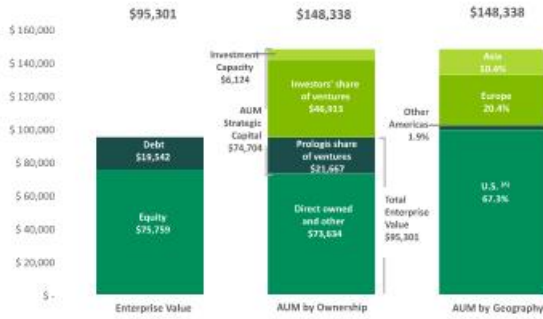 $95,301
$148,338
$148,338
$ 160,000
$ 140,000
$ 120,000
$ 100,000
$ 80,000
$ 60,000
$ 40,000
$ 20,000
$ -
Debt
$19,542
Equity
$75,759
Enterprise Value
Investment
Capacity
$6,124
AUM
Strategic
Capital
$74,704
Investors' share
of ventures
$46,913
Prologis share
of ventures
$21,667
Direct owned
and other
$73,634
Total
Enterprise
Value
$95,301
AUM by Ownership
Other
Americas
1.9%
Asia
10.4%
Europe
20.4%
U.S.
67.3%
AUM by Geography